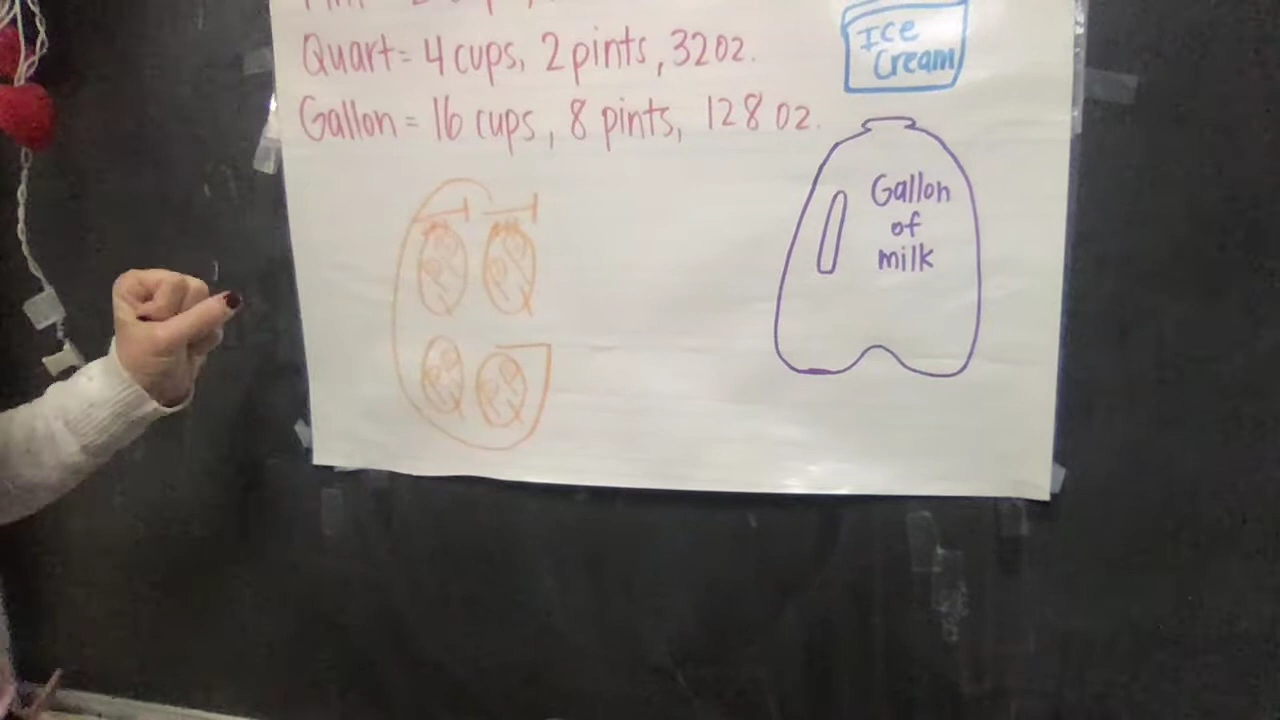 Quart = 4 cups, 2 pints, 32 oz.
Gallon = 16 cups, 8 pints, 128 oz.
Ice
Cream
Gallon
of
milk